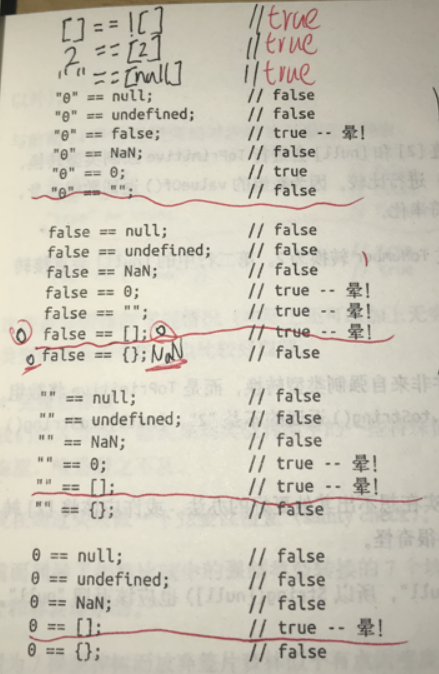 [] == ![] //true
2 == [2] //true
"" == [null] //true
"0" == null; // false
"0" == undefined; // false
"0" == false; // true -- 晕!
"0" == NaN; // false
"0" == 0; // true
"0" == ""; // false
false == null; // false
false == undefined; // false
false == NaN; // false
false == 0; // true -- 晕!
false == ""; // true -- 晕!
0 false == []; 0 // true -- 晕!
0 false == {}; NaN // false
"" == null; // false
"" == undefined; // false
"" == NaN; // false
"" == 0; // true -- 晕!
"" == []; // true -- 晕!
"" == {}; // false
0 == null; // false
0 == undefined; // false
0 == NaN; // false
0 == []; // true -- 晕!
0 == {}; // false